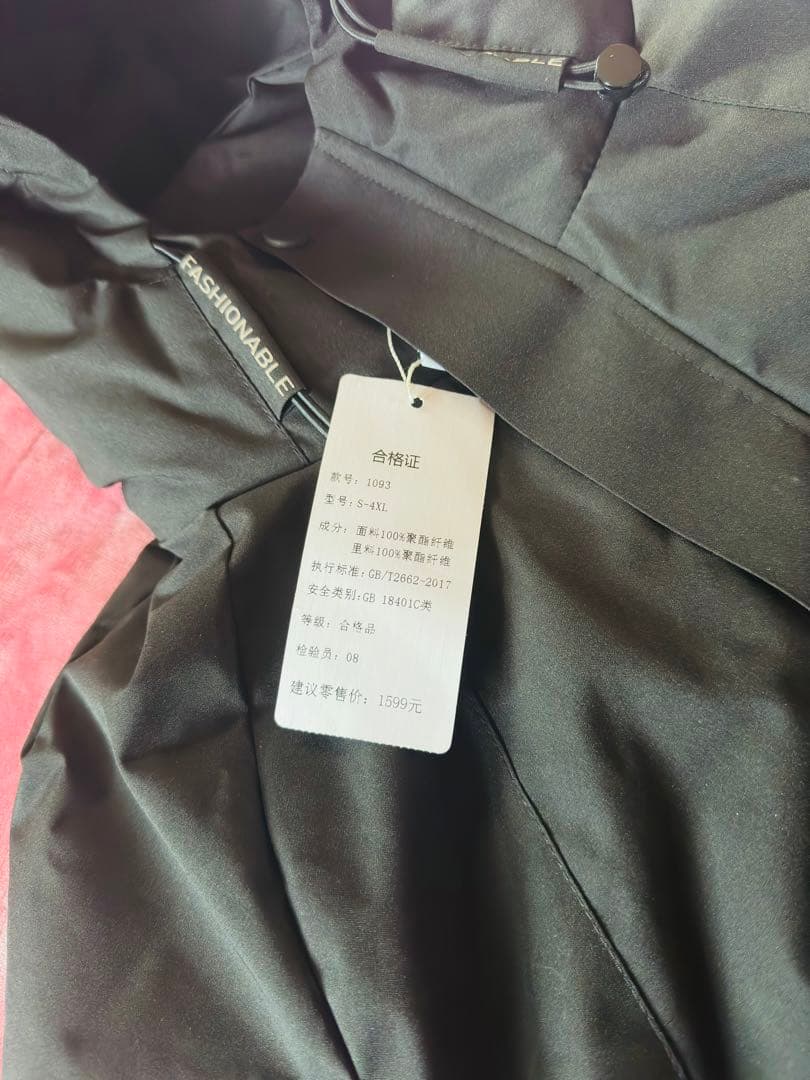 FASHIONABLE
合格证
款号：1093
型号：S-4XL
成分：面料100%聚酯纤维
里料100%聚酯纤维
执行标准：GB/T2662-2017
安全类别:GB 18401C类
等级：合格品
检验员：08
建议零售价：1599元